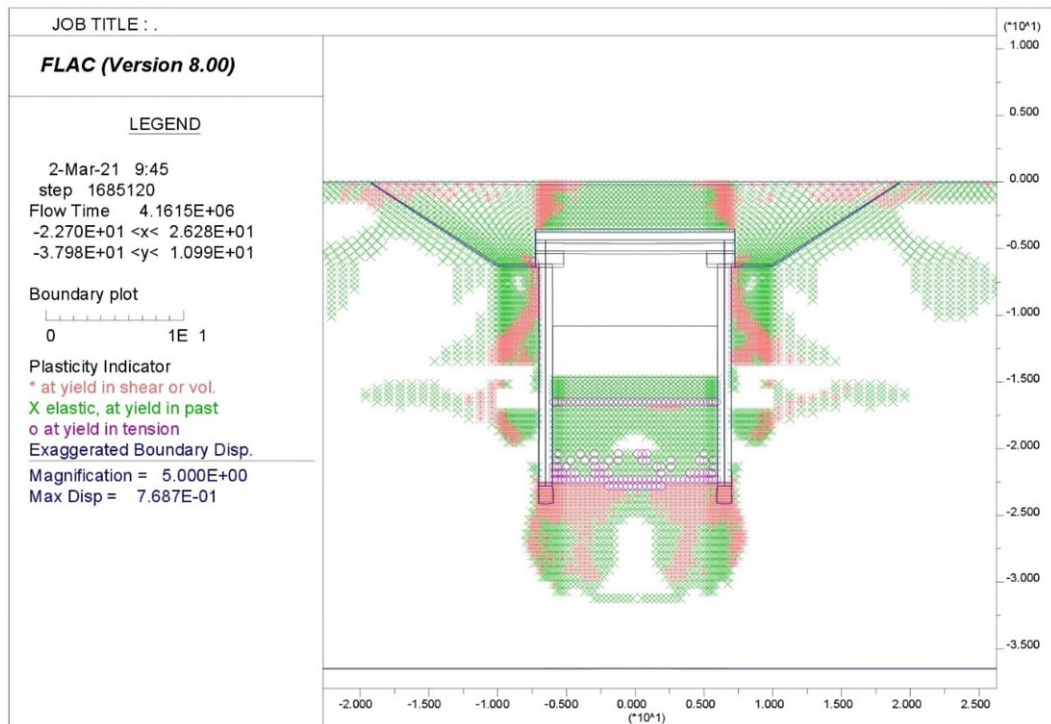 JOB TITLE : .
FLAC (Version 8.00)
LEGEND
2-Mar-21 9:45
step 1685120
Flow Time 4.1615E+06
-2.270E+01 <x< 2.628E+01
-3.798E+01 <y< 1.099E+01
Boundary plot
0 1E 1
Plasticity Indicator
* at yield in shear or vol.
X elastic, at yield in past
o at yield in tension
Exaggerated Boundary Disp.
Magnification = 5.000E+00
Max Disp = 7.687E-01
(*10^1)
1.000
0.500
0.000
-0.500
-1.000
-1.500
-2.000
-2.500
-3.000
-3.500
-2.000 -1.500 -1.000 -0.500 0.000 0.500 1.000 1.500 2.000 2.500
(*10^1)